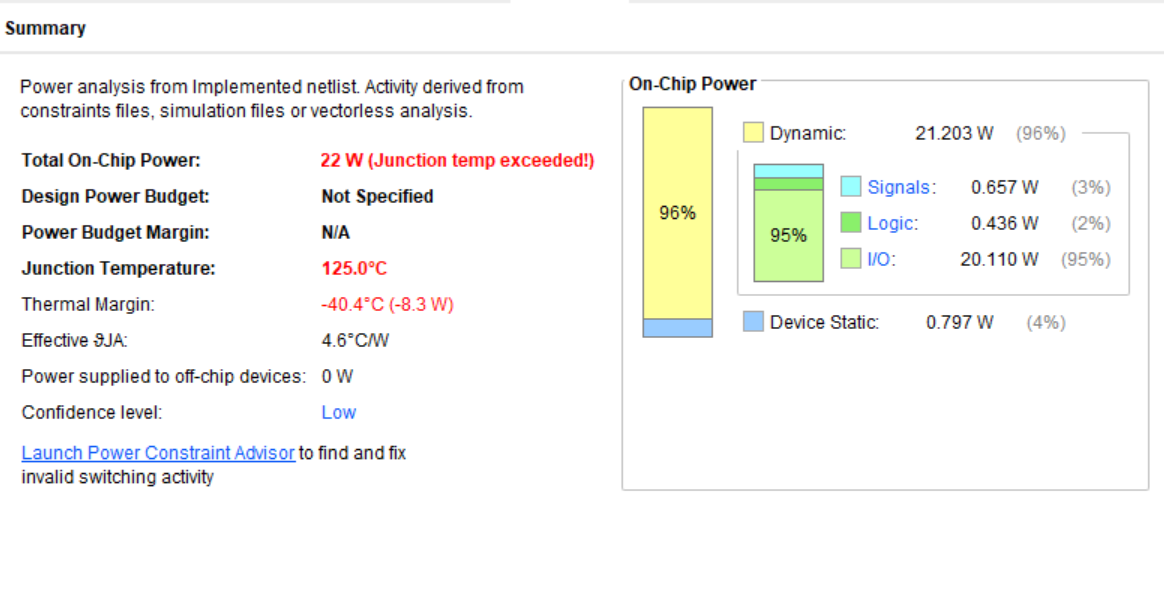 Summary
Power analysis from Implemented netlist. Activity derived from
constraints files, simulation files or vectorless analysis.
Total On-Chip Power: 22 W (Junction temp exceeded!)
Design Power Budget: Not Specified
Power Budget Margin: N/A
Junction Temperature: 125.0°C
Thermal Margin: -40.4°C (-8.3 W)
Effective ϑJA: 4.6°C/W
Power supplied to off-chip devices: 0 W
Confidence level: Low
Launch Power Constraint Advisor to find and fix
invalid switching activity
On-Chip Power
96%
95%
Dynamic: 21.203 W (96%)
Signals: 0.657 W (3%)
Logic: 0.436 W (2%)
I/O: 20.110 W (95%)
Device Static: 0.797 W (4%)